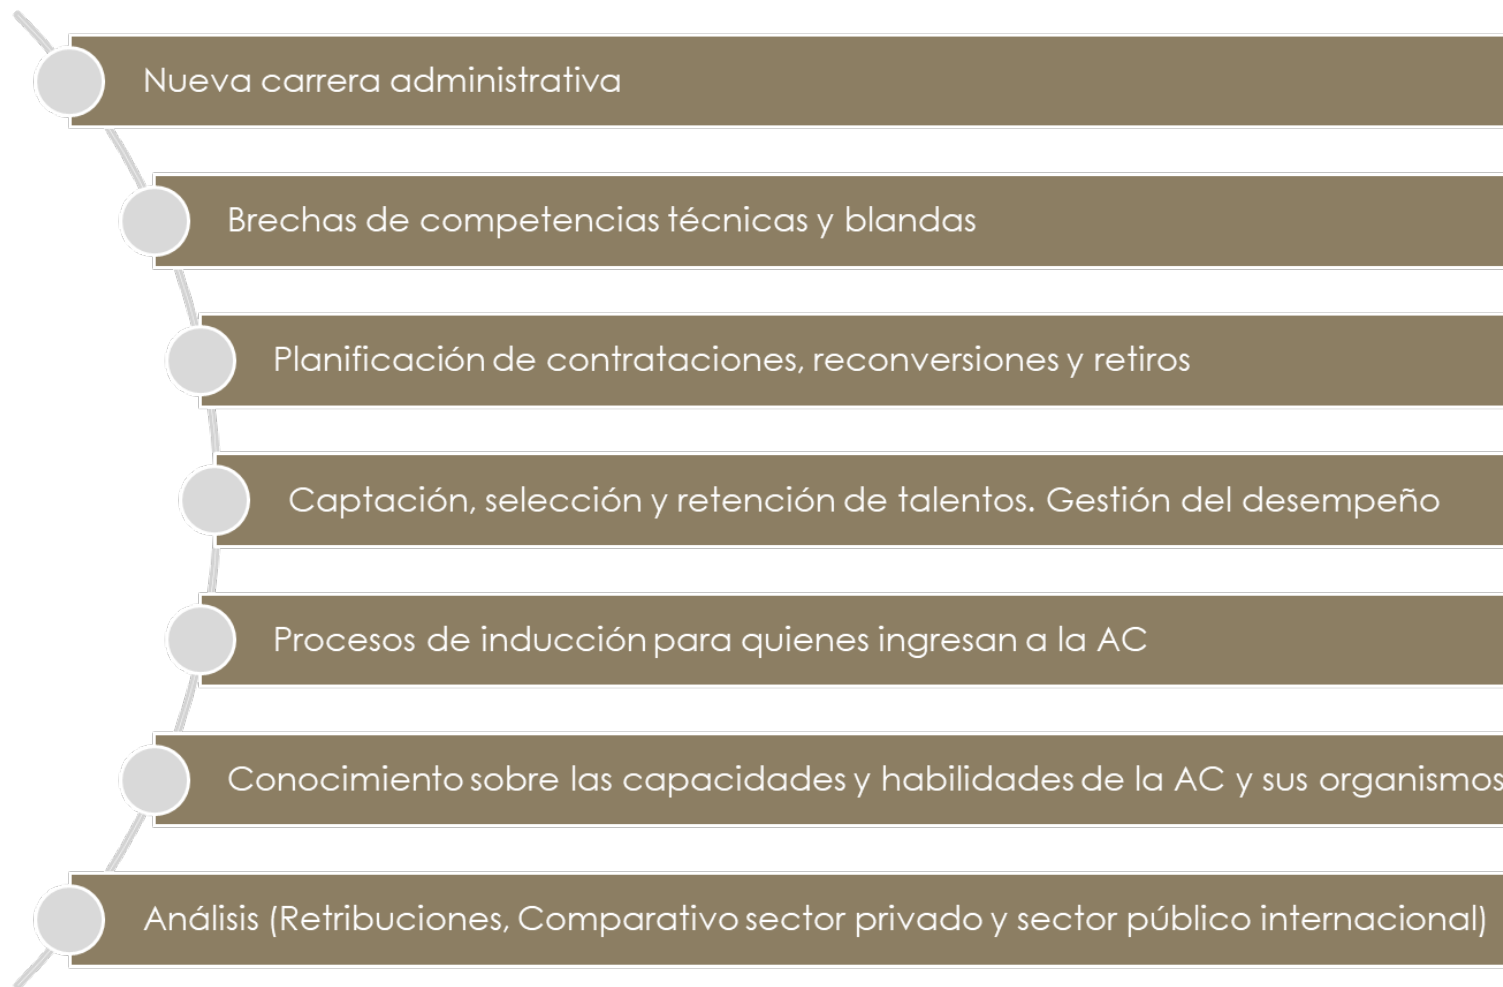 Nueva carrera administrativa
Brechas de competencias técnicas y blandas
Planificación de contrataciones, reconversiones y retiros
Captación, selección y retención de talentos. Gestión del desempeño
Procesos de inducción para quienes ingresan a la AC
Conocimiento sobre las capacidades y habilidades de la AC y sus organismos
Análisis (Retribuciones, Comparativo sector privado y sector público internacional)